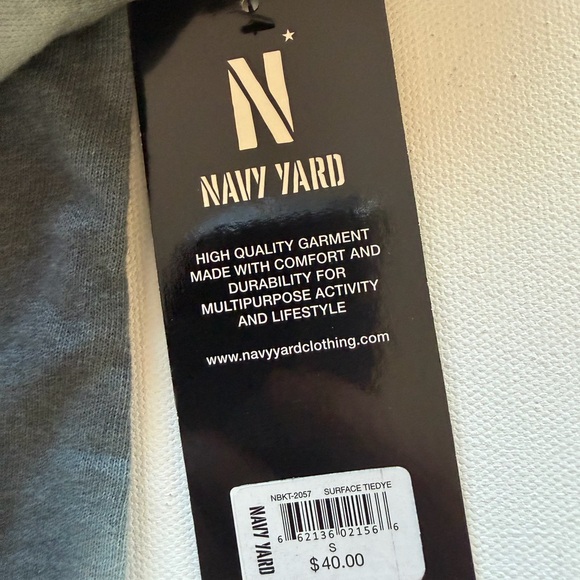 N
NAVY YARD
HIGH QUALITY GARMENT
MADE WITH COMFORT AND
DURABILITY FOR
MULTIPURPOSE ACTIVITY
AND LIFESTYLE
www.navyyardclothing.com
NBKT-2057 SURFACE TIEDYE
NAVY YARD
6 62136 02156 6
S
$40.00